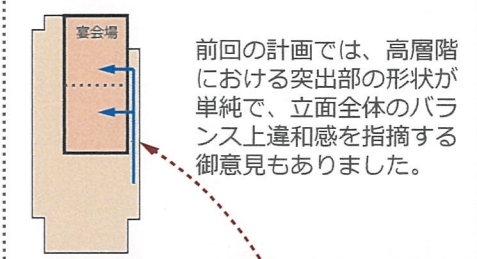 宴会場
前回の計画では、高層階
における突出部の形状が
単純で、立面全体のバラ
ンス上違和感を指摘する
御意見もありました。